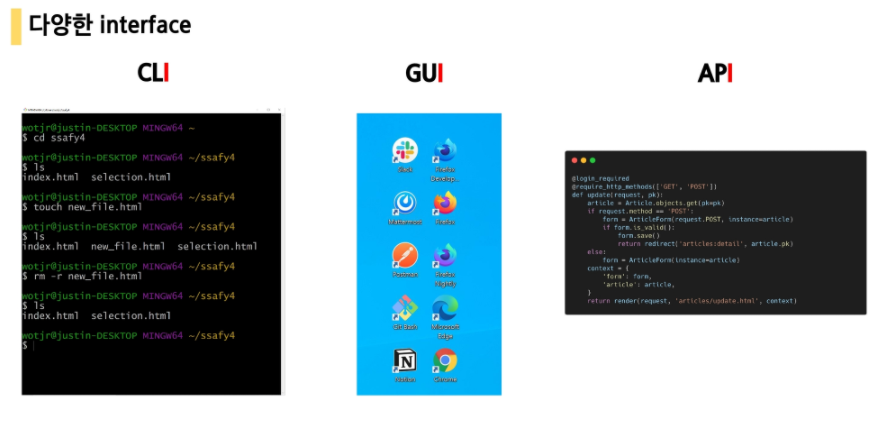 다양한 interface
CLI
GUI
API
wotjr@justin-DESKTOP MINGW64 ~
$ cd ssafy4
wotjr@justin-DESKTOP MINGW64 ~/ssafy4
$ ls
index.html  selection.html
wotjr@justin-DESKTOP MINGW64 ~/ssafy4
$ touch new_file.html
wotjr@justin-DESKTOP MINGW64 ~/ssafy4
$ ls
index.html  new_file.html  selection.html
wotjr@justin-DESKTOP MINGW64 ~/ssafy4
$ rm -r new_file.html
wotjr@justin-DESKTOP MINGW64 ~/ssafy4
$ ls
index.html  selection.html
wotjr@justin-DESKTOP MINGW64 ~/ssafy4
$
Slack
Firefox
Develop...
Mattermost
Firefox
Postman
Firefox
Nightly
Git Bash
Microsoft
Edge
Notion
Chrome
@login_required
@require_http_methods(['GET', 'POST'])
def update(request, pk):
    article = Article.objects.get(pk=pk)
    if request.method == 'POST':
        form = ArticleForm(request.POST, instance=article)
        if form.is_valid():
            form.save()
            return redirect('articles:detail', article.pk)
    else:
        form = ArticleForm(instance=article)
    context = {
        'form': form,
        'article': article,
    }
    return render(request, 'articles/update.html', context)